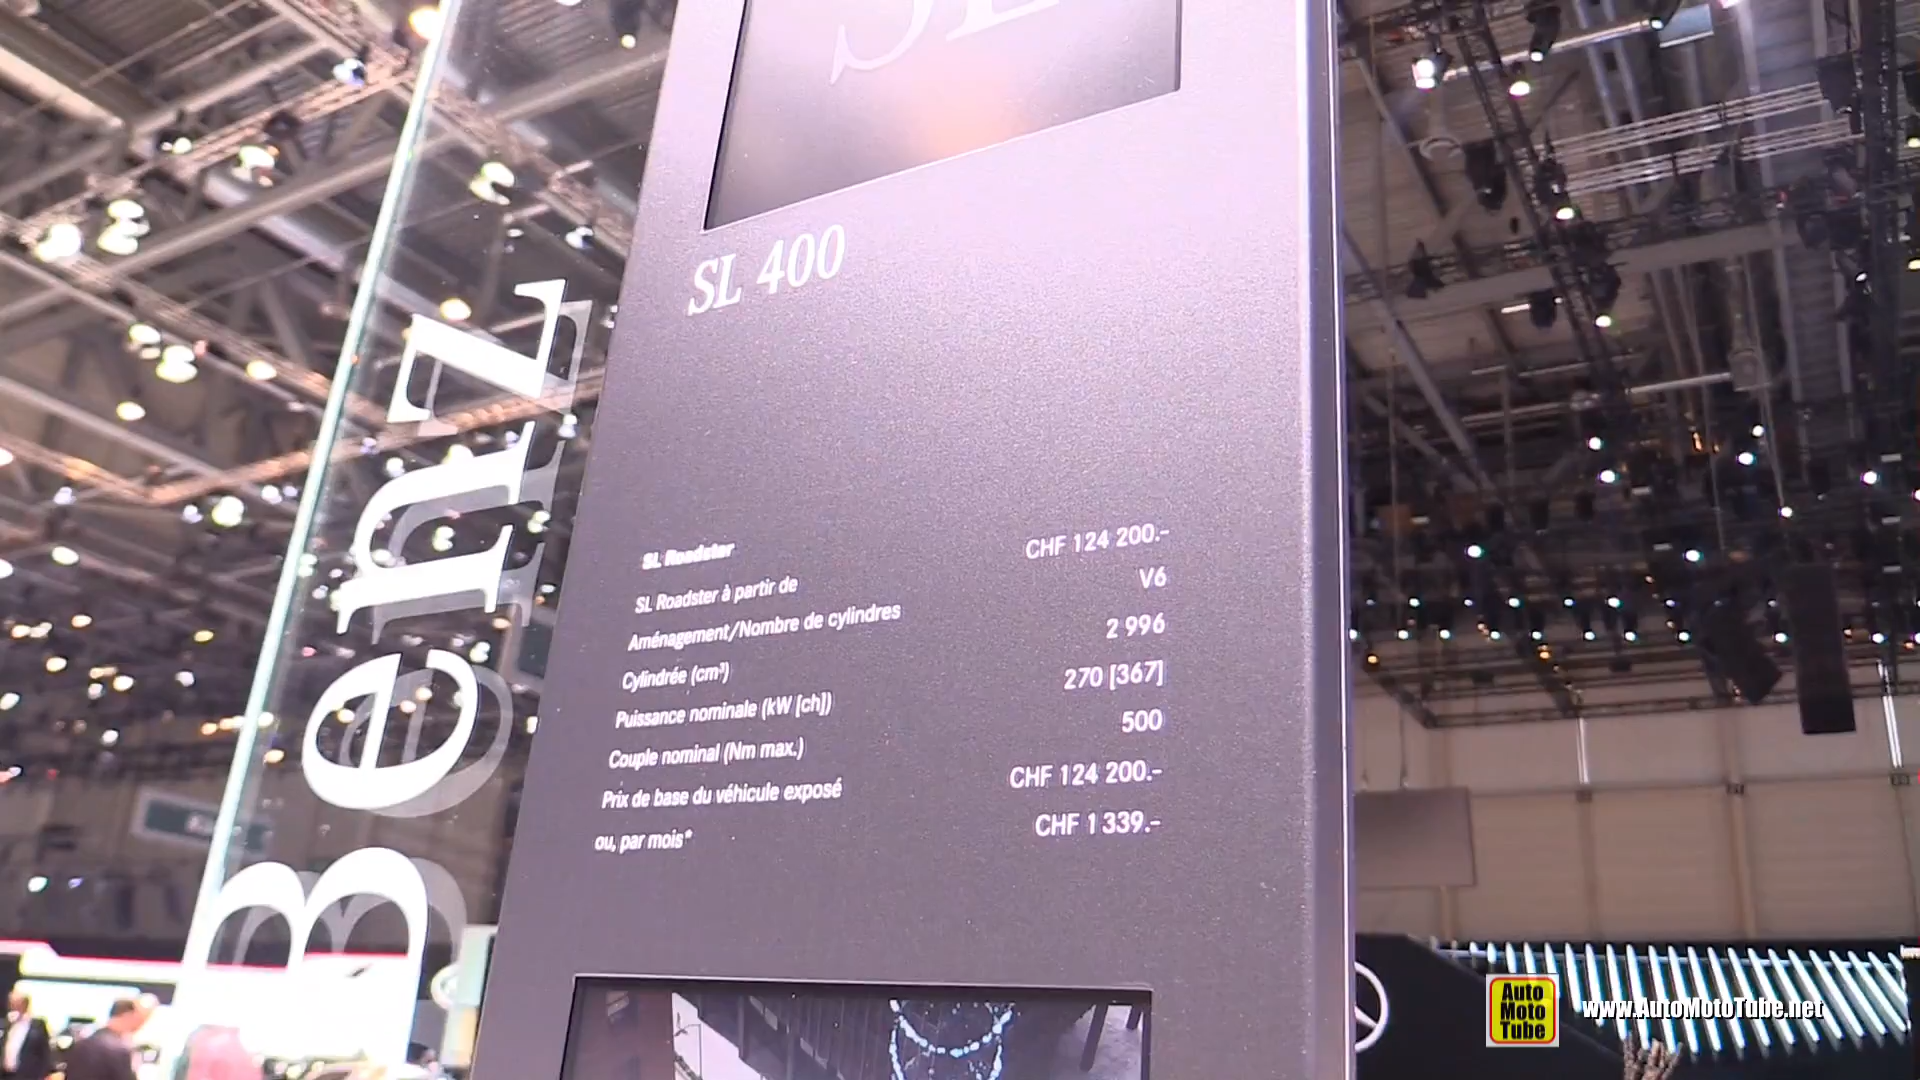 SL
SL 400
Benz
SL Roadster
SL Roadster à partir de CHF 124 200.-
Aménagement/Nombre de cylindres V6
Cylindrée (cm³) 2 996
Puissance nominale (kW [ch]) 270 [367]
Couple nominal (Nm max.) 500
Prix de base du véhicule exposé CHF 124 200.-
ou, par mois* CHF 1 339.-
Auto
Moto
Tube
www.AutoMotoTube.net